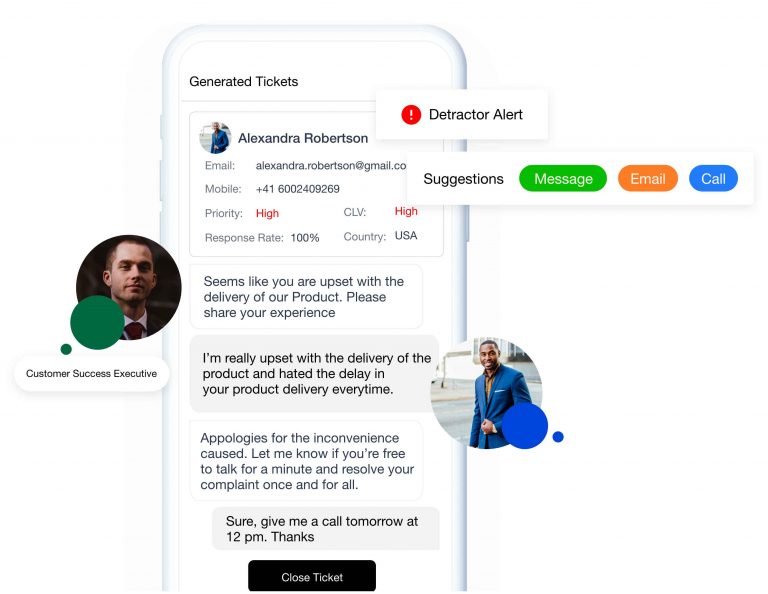 Generated Tickets
Detractor Alert
Alexandra Robertson
Email: alexandra.robertson@gmail.co
Suggestions Message Email Call
Mobile: +41 6002409269
Priority: High CLV: High
Response Rate: 100% Country: USA
Seems like you are upset with the
delivery of our Product. Please
share your experience
Customer Success Executive
I'm really upset with the delivery of the
product and hated the delay in
your product delivery everytime.
Appologies for the inconvenience
caused. Let me know if you're free
to talk for a minute and resolve your
complaint once and for all.
Sure, give me a call tomorrow at
12 pm. Thanks
Close Ticket